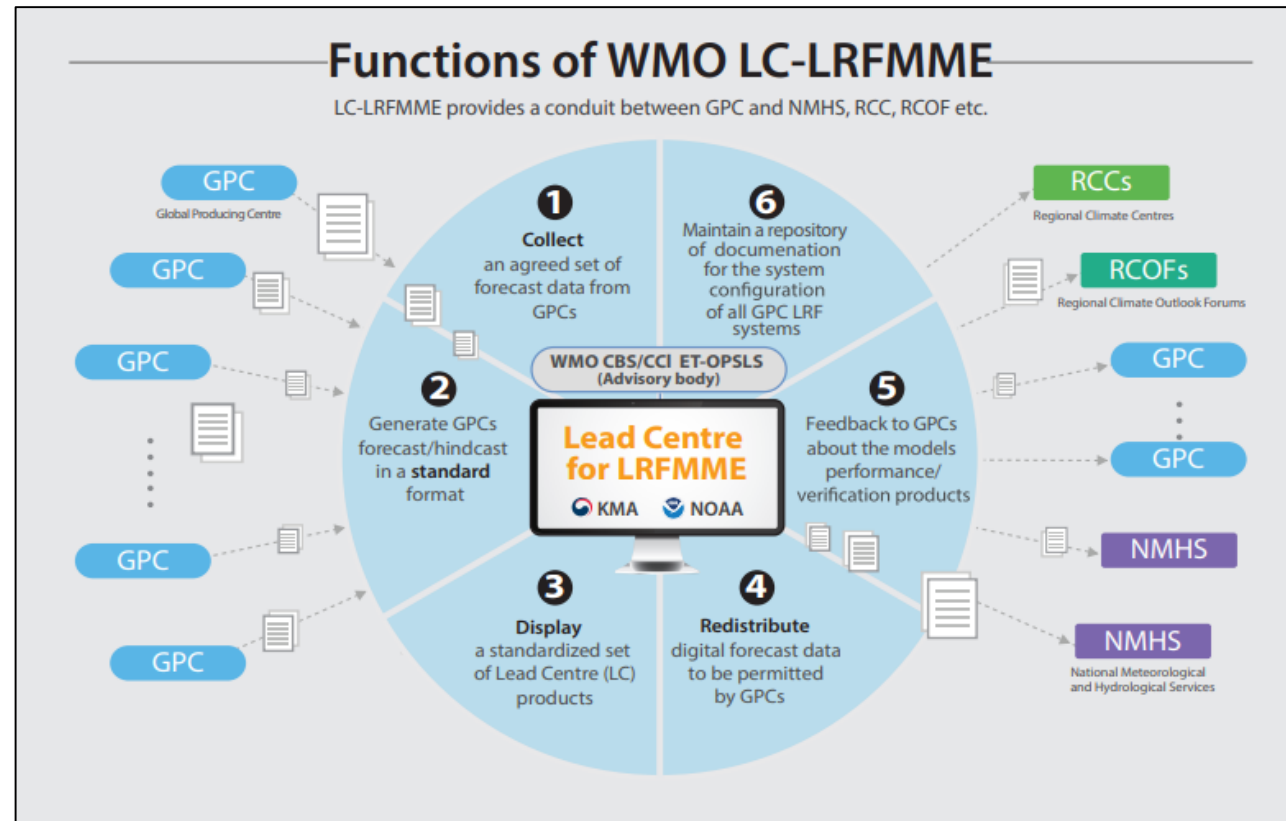 Functions of WMO LC-LRFMME
LC-LRFMME provides a conduit between GPC and NMHS, RCC, RCOF etc.
GPC
Global Producing Centre
GPC
GPC
GPC
GPC
1
Collect
an agreed set of
forecast data from
GPCs
2
Generate GPCs
forecast/hindcast
in a standard
format
3
Display
a standardized set
of Lead Centre (LC)
products
4
Redistribute
digital forecast data
to be permitted
by GPCs
5
Feedback to GPCs
about the models
performance/
verification products
6
Maintain a repository
of documenation
for the system
configuration
of all GPC LRF
systems
WMO CBS/CCI ET-OPSLS
(Advisory body)
Lead Centre
for LRFMME
KMA NOAA
RCCs
Regional Climate Centres
RCOFs
Regional Climate Outlook Forums
GPC
GPC
NMHS
NMHS
National Meteorological
and Hydrological Services